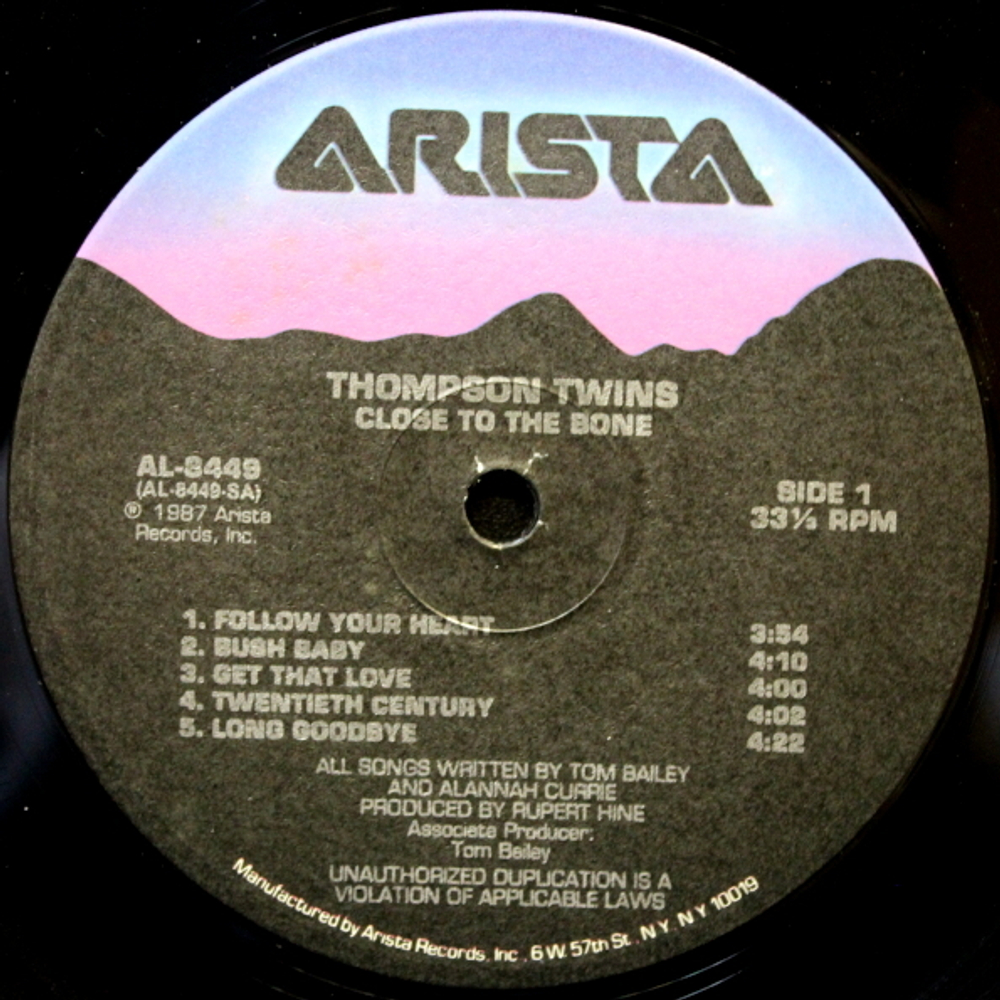 ARISTA
THOMPSON TWINS
CLOSE TO THE BONE
AL-8449
(AL-8449-SA)
℗ 1987 Arista
Records, Inc.
SIDE 1
33⅓ RPM
1. FOLLOW YOUR HEART 3:54
2. BUSH BABY 4:10
3. GET THAT LOVE 4:00
4. TWENTIETH CENTURY 4:02
5. LONG GOODBYE 4:22
ALL SONGS WRITTEN BY TOM BAILEY
AND ALANNAH CURRIE
PRODUCED BY RUPERT HINE
Associate Producer:
Tom Bailey
UNAUTHORIZED DUPLICATION IS A
VIOLATION OF APPLICABLE LAWS
Manufactured by Arista Records, Inc., 6 W. 57th St., N.Y., N.Y. 10019